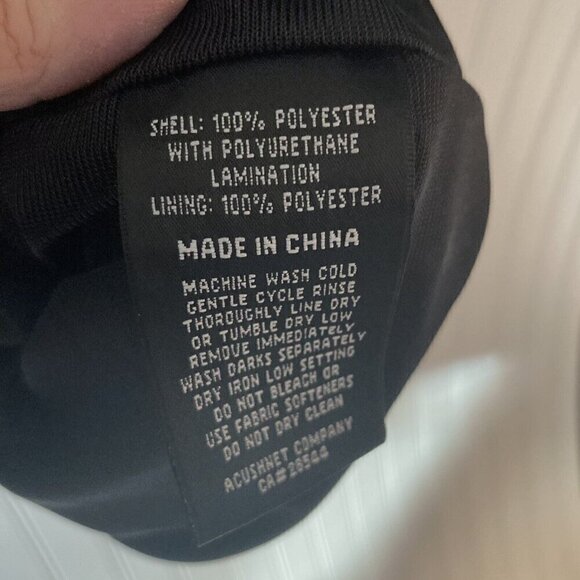 SHELL: 100% POLYESTER
WITH POLYURETHANE
LAMINATION
LINING: 100% POLYESTER
MADE IN CHINA
MACHINE WASH COLD
GENTLE CYCLE RINSE
THOROUGHLY LINE DRY
OR TUMBLE DRY LOW
REMOVE IMMEDIATELY
WASH DARKS SEPARATELY
DRY IRON LOW SETTING
DO NOT BLEACH OR
USE FABRIC SOFTENERS
DO NOT DRY CLEAN
ACUSHNET COMPANY